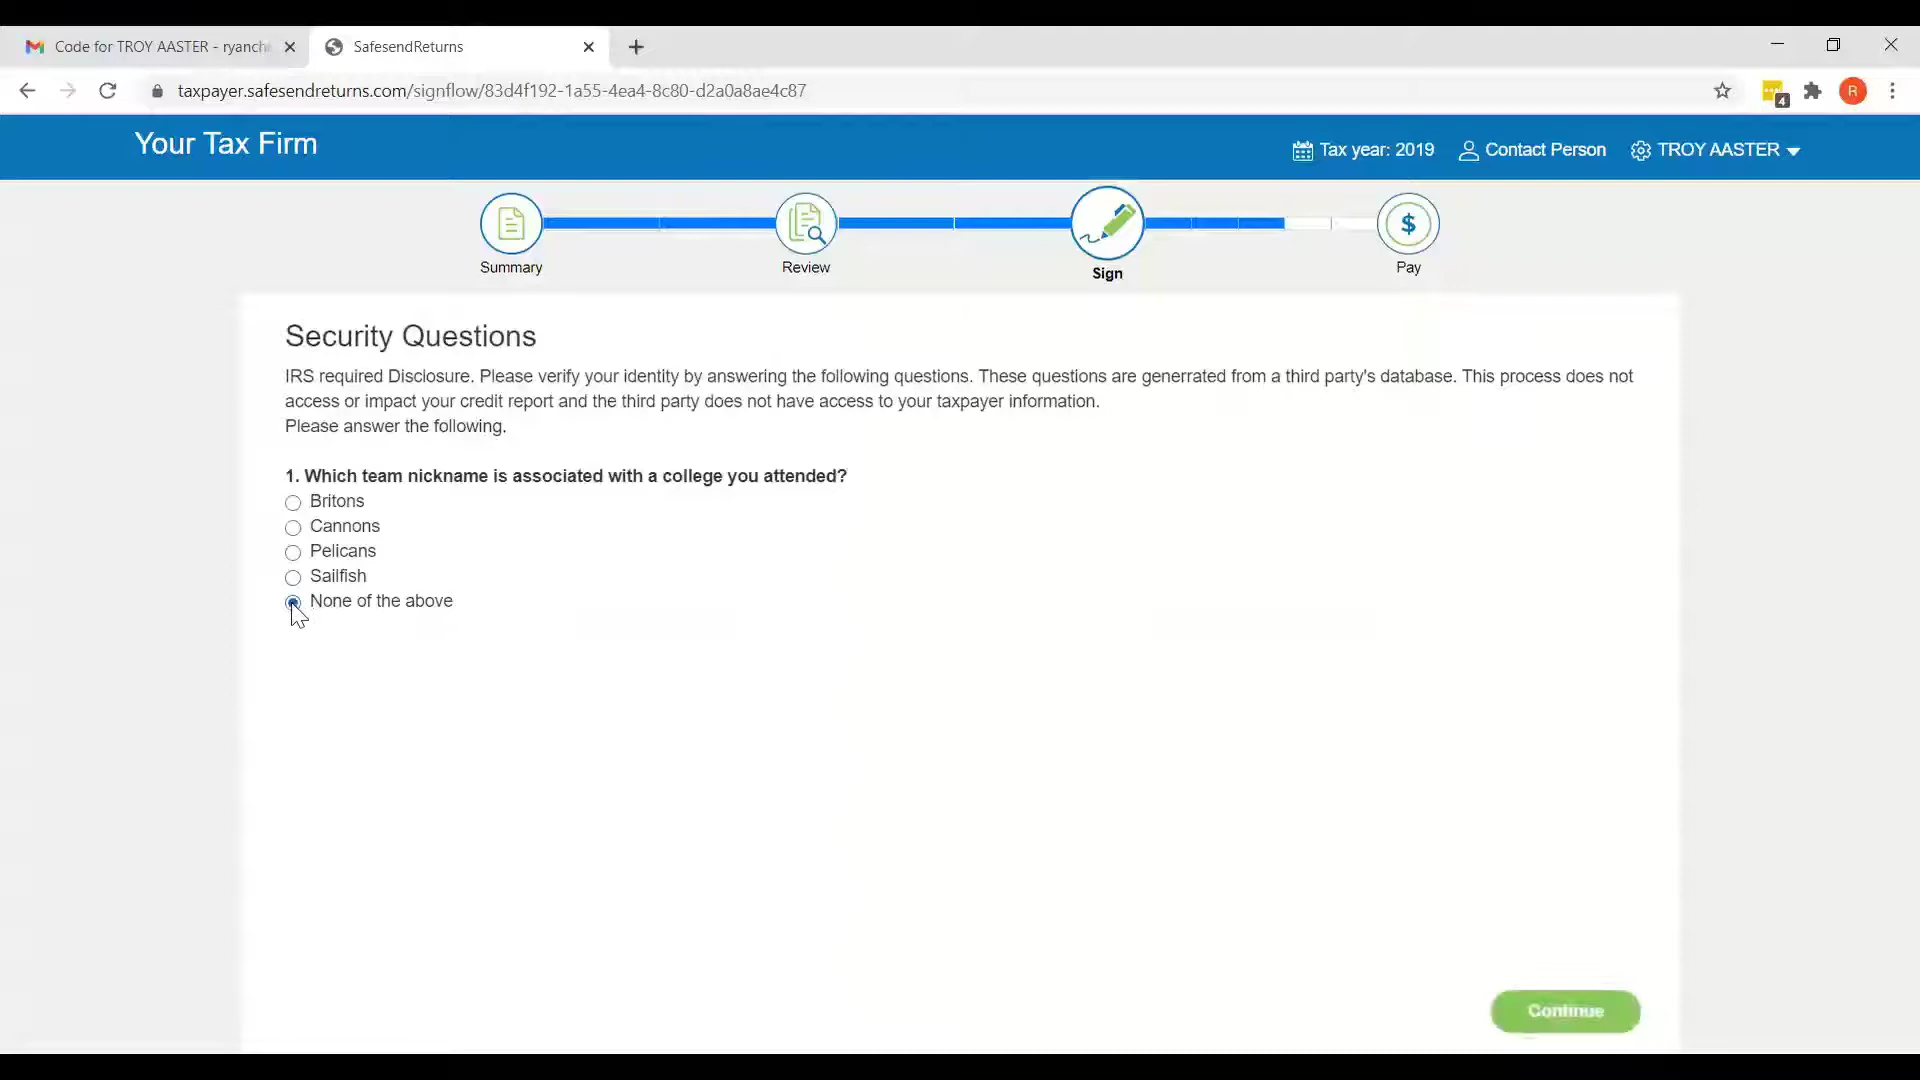 Code for TROY AASTER - ryanch
SafesendReturns
taxpayer.safesendreturns.com/signflow/83d4f192-1a55-4ea4-8c80-d2a0a8ae4c87
4
R
Your Tax Firm
Tax year: 2019
Contact Person
TROY AASTER
$
Summary
Review
Sign
Pay
Security Questions
IRS required Disclosure. Please verify your identity by answering the following questions. These questions are generrated from a third party's database. This process does not
access or impact your credit report and the third party does not have access to your taxpayer information.
Please answer the following.
1. Which team nickname is associated with a college you attended?
Britons
Cannons
Pelicans
Sailfish
None of the above
Continue